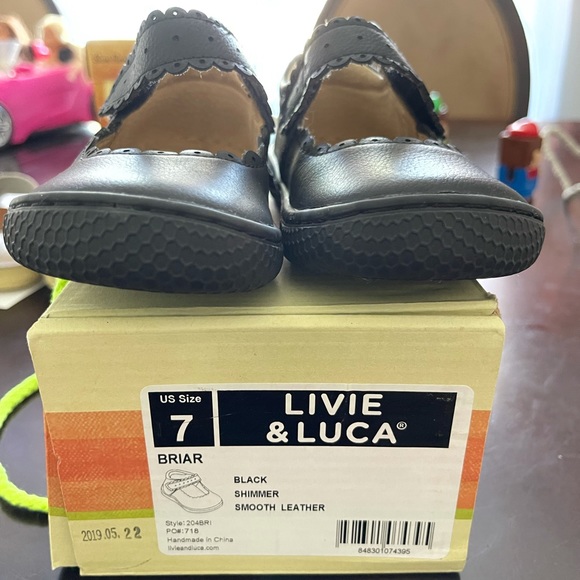 US Size
7
LIVIE
& LUCA®
BRIAR
BLACK
SHIMMER
SMOOTH LEATHER
Style: 204BRI
PO#: 716
Handmade in China
livieandluca.com
848301074395
2019.05.22